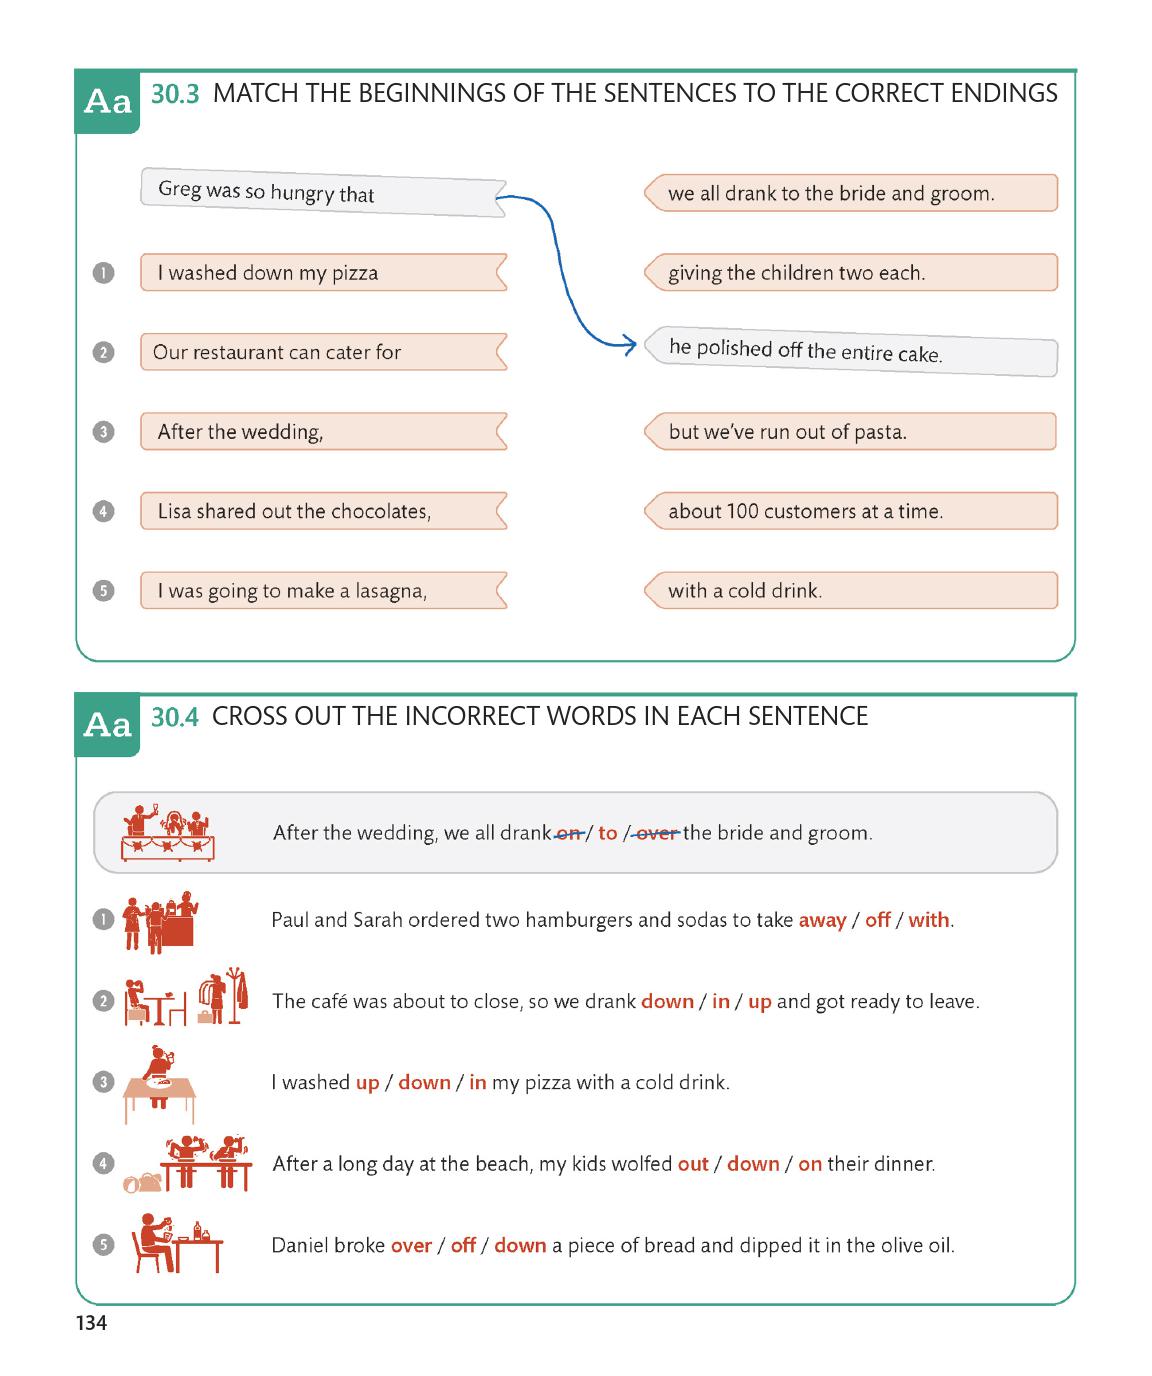 Aa 30.3 MATCH THE BEGINNINGS OF THE SENTENCES TO THE CORRECT ENDINGS
Greg was so hungry that
we all drank to the bride and groom.
1 I washed down my pizza
giving the children two each.
2 Our restaurant can cater for
he polished off the entire cake.
3 After the wedding,
but we've run out of pasta.
4 Lisa shared out the chocolates,
about 100 customers at a time.
5 I was going to make a lasagna,
with a cold drink.
Aa 30.4 CROSS OUT THE INCORRECT WORDS IN EACH SENTENCE
After the wedding, we all drank on / to / over the bride and groom.
1 Paul and Sarah ordered two hamburgers and sodas to take away / off / with.
2 The café was about to close, so we drank down / in / up and got ready to leave.
3 I washed up / down / in my pizza with a cold drink.
4 After a long day at the beach, my kids wolfed out / down / on their dinner.
5 Daniel broke over / off / down a piece of bread and dipped it in the olive oil.
134